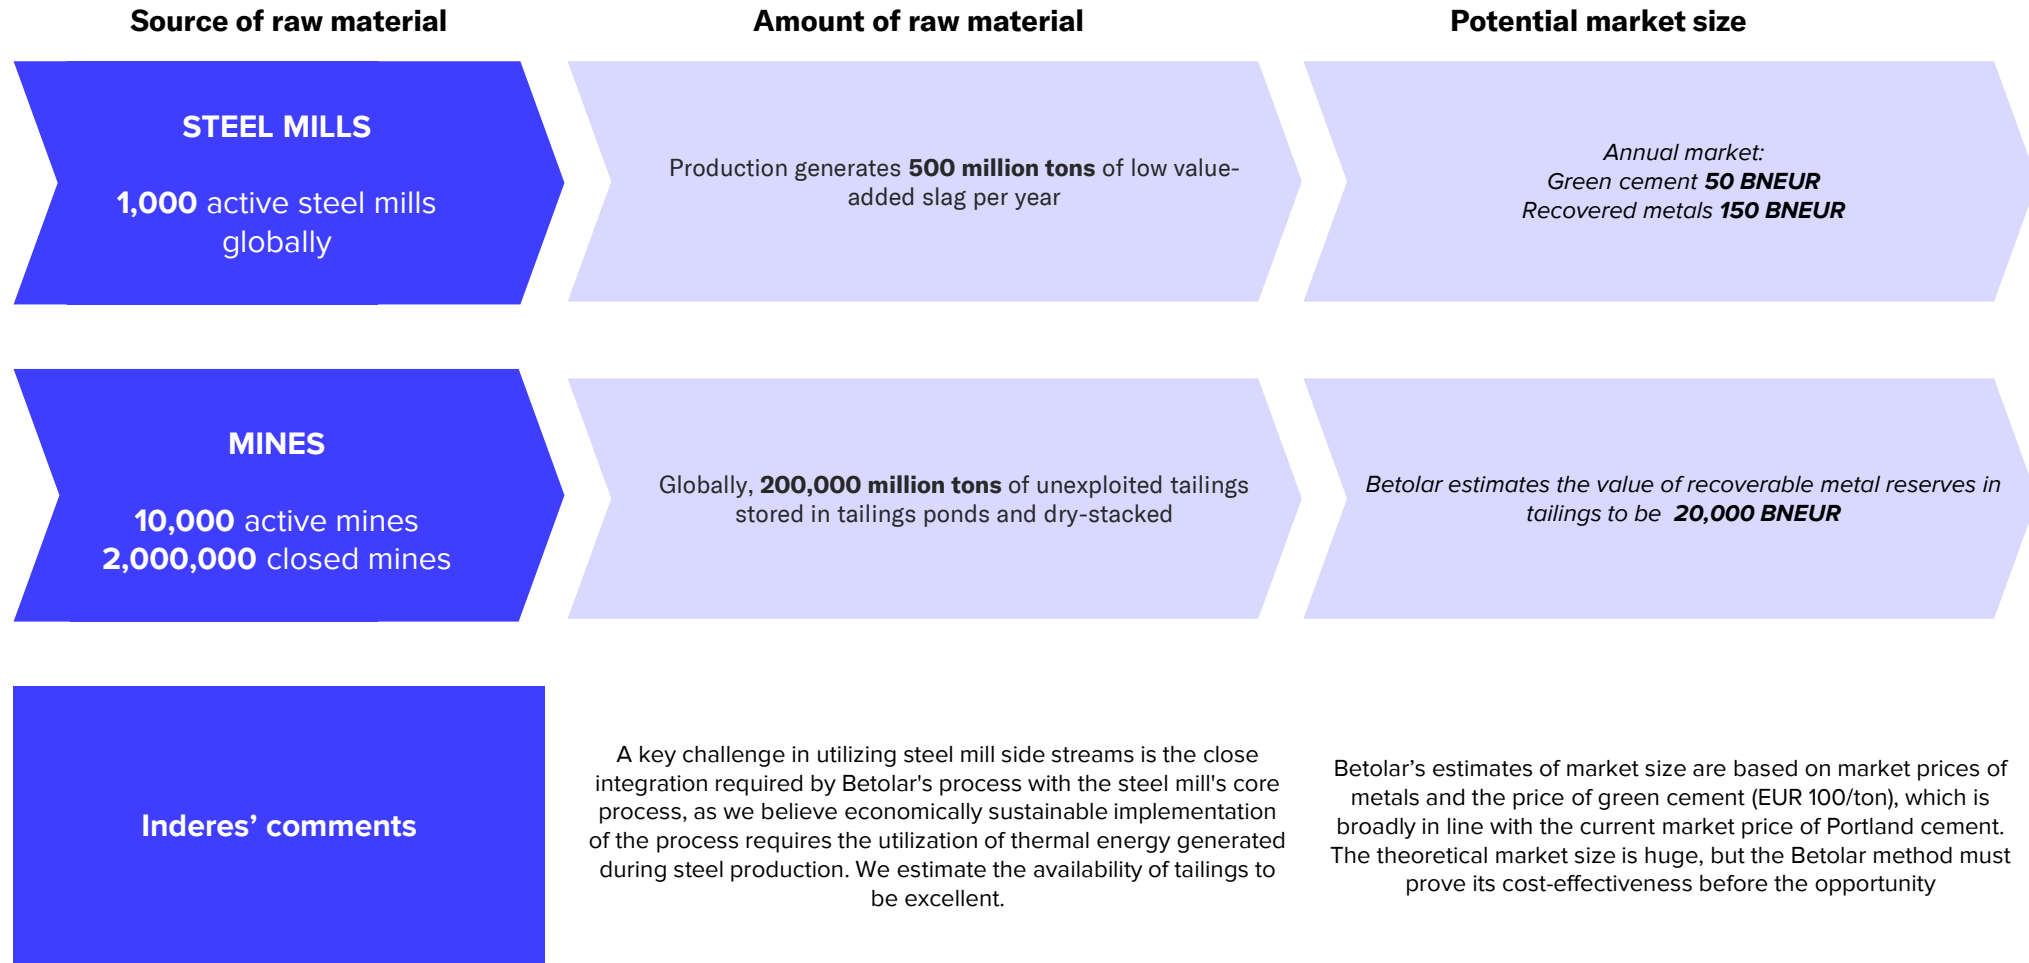 Source of raw material
Amount of raw material
Potential market size
STEEL MILLS
1,000 active steel mills
globally
Production generates 500 million tons of low value-
added slag per year
Annual market:
Green cement 50 BNEUR
Recovered metals 150 BNEUR
MINES
10,000 active mines
2,000,000 closed mines
Globally, 200,000 million tons of unexploited tailings
stored in tailings ponds and dry-stacked
Betolar estimates the value of recoverable metal reserves in
tailings to be 20,000 BNEUR
Inderes’ comments
A key challenge in utilizing steel mill side streams is the close
integration required by Betolar's process with the steel mill's core
process, as we believe economically sustainable implementation
of the process requires the utilization of thermal energy generated
during steel production. We estimate the availability of tailings to
be excellent.
Betolar’s estimates of market size are based on market prices of
metals and the price of green cement (EUR 100/ton), which is
broadly in line with the current market price of Portland cement.
The theoretical market size is huge, but the Betolar method must
prove its cost-effectiveness before the opportunity